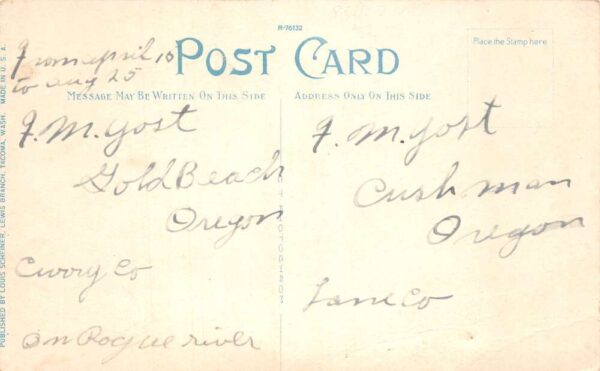 R-76132
POST CARD
Place the Stamp here
MESSAGE MAY BE WRITTEN ON THIS SIDE
ADDRESS ONLY ON THIS SIDE
From april 10
to aug 25
F. M. Yost
Gold Beach
Oregon
Curry Co
on Rogue river
F. M. Yost
Cushman
Oregon
Lane Co
PUBLISHED BY LOUIS SCHEINER, LEWIS BRANCH, TACOMA, WASH. MADE IN U. S. A.